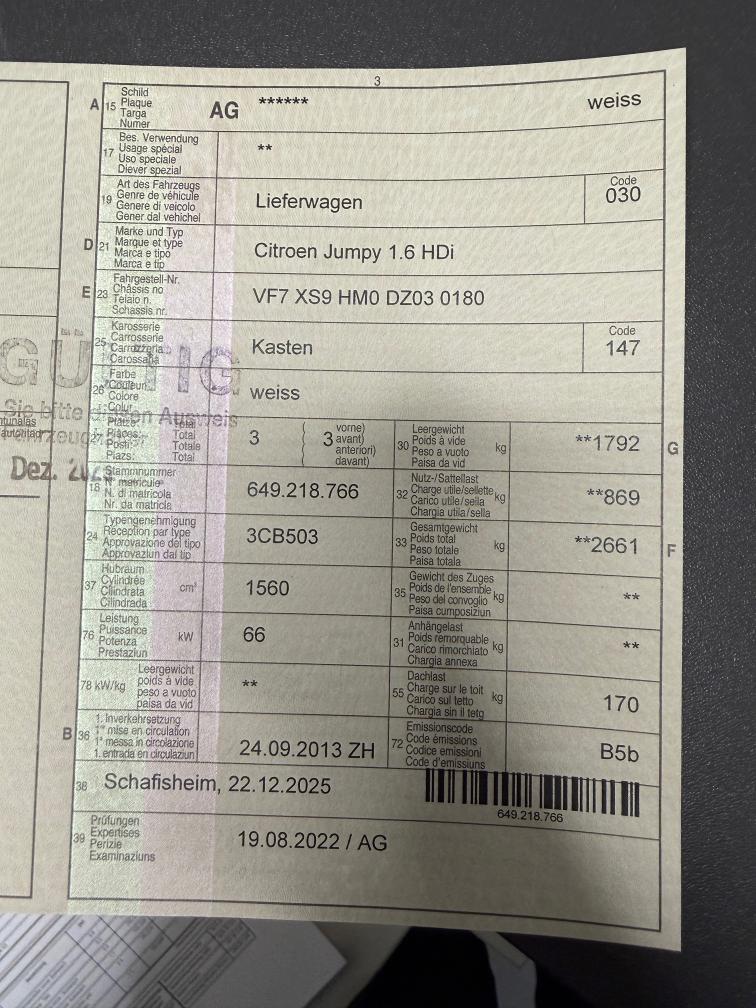 3
A 15 Schild
Plaque
Targa
Numer
AG ****** weiss
17 Bes. Verwendung
Usage spécial
Uso speciale
Diever spezial
**
19 Art des Fahrzeugs
Genre de véhicule
Genere di veicolo
Gener dal vehichel
Lieferwagen
Code
030
D 21 Marke und Typ
Marque et type
Marca e tipo
Marca e tip
Citroen Jumpy 1.6 HDi
E 23 Fahrgestell-Nr.
Châssis no
Telaio n.
Schassis nr.
VF7 XS9 HM0 DZ03 0180
25 Karosserie
Carrosserie
Carrozzeria
Carossaria
Kasten
Code
147
26 Farbe
Couleur
Colore
Colur
weiss
Sie bitte diesen Ausweis
27 Plätze: Total
Places: Total
Posti: Totale
Plazs: Total
3
( 3 vorne)
avant)
anteriori)
davant)
30 Leergewicht
Poids à vide
Peso a vuoto
Paisa da vid
kg
**1792
G
Dez.
18 Stammnummer
N° matricule
N. di matricola
Nr. da matricla
649.218.766
32 Nutz-/Sattellast
Charge utile/sellette
Carico utile/sella
Chargia utila/sella
kg
**869
24 Typengenehmigung
Réception par type
Approvazione del tipo
Approvaziun dal tip
3CB503
33 Gesamtgewicht
Poids total
Peso totale
Paisa totala
kg
**2661
F
37 Hubraum
Cylindrée
Cilindrata
Cilindrada
cm³
1560
35 Gewicht des Zuges
Poids de l'ensemble
Peso del convoglio
Paisa cumposiziun
kg
**
76 Leistung
Puissance
Potenza
Prestaziun
kW
66
31 Anhängelast
Poids remorquable
Carico rimorchiato
Chargia annexa
kg
**
78 kW/kg Leergewicht
poids à vide
peso a vuoto
paisa da vid
**
55 Dachlast
Charge sur le toit
Carico sul tetto
Chargia sin il tetg
kg
170
B 36 1. Inverkehrsetzung
1re mise en circulation
1a messa in circolazione
1. entrada en circulaziun
24.09.2013 ZH
72 Emissionscode
Code émissions
Codice emissioni
Code d'emissiuns
B5b
38 Schafisheim, 22.12.2025
649.218.766
39 Prüfungen
Expertises
Perizie
Examinaziuns
19.08.2022 / AG